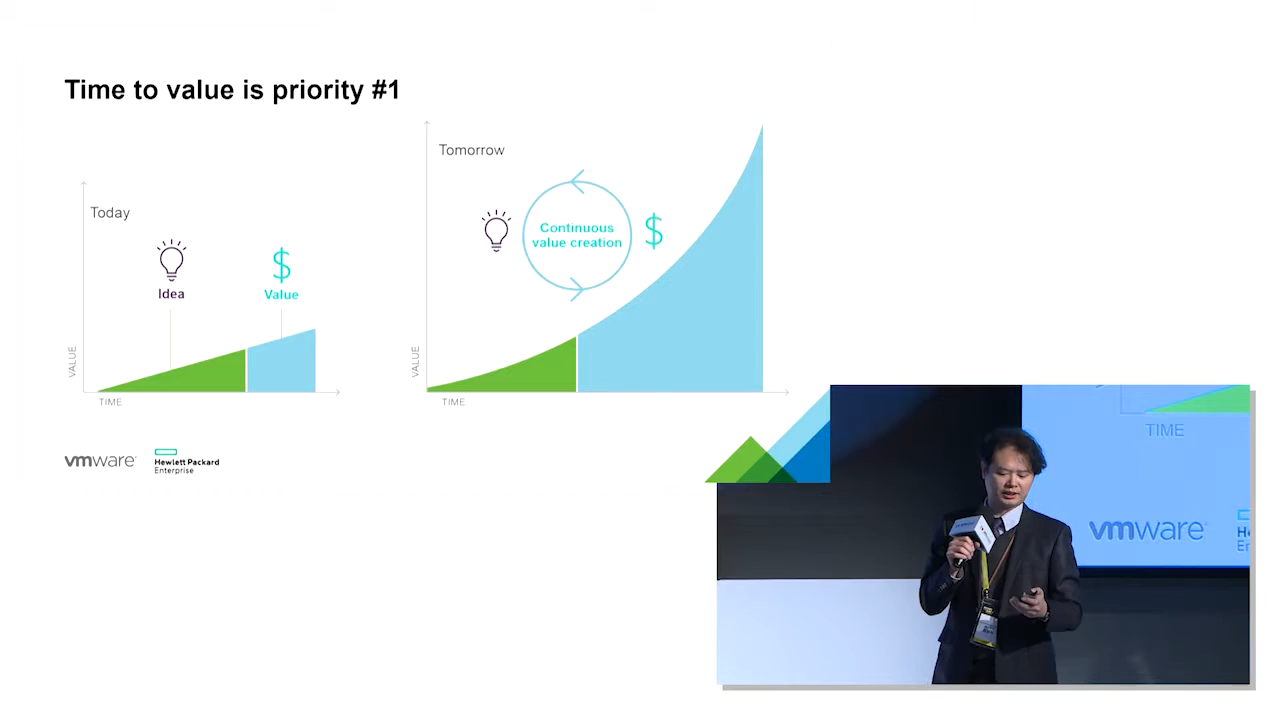 Time to value is priority #1
Today
Idea
$
Value
VALUE
TIME
Tomorrow
Continuous
value creation
$
VALUE
TIME
vmware
Hewlett Packard
Enterprise
TIME
vmware